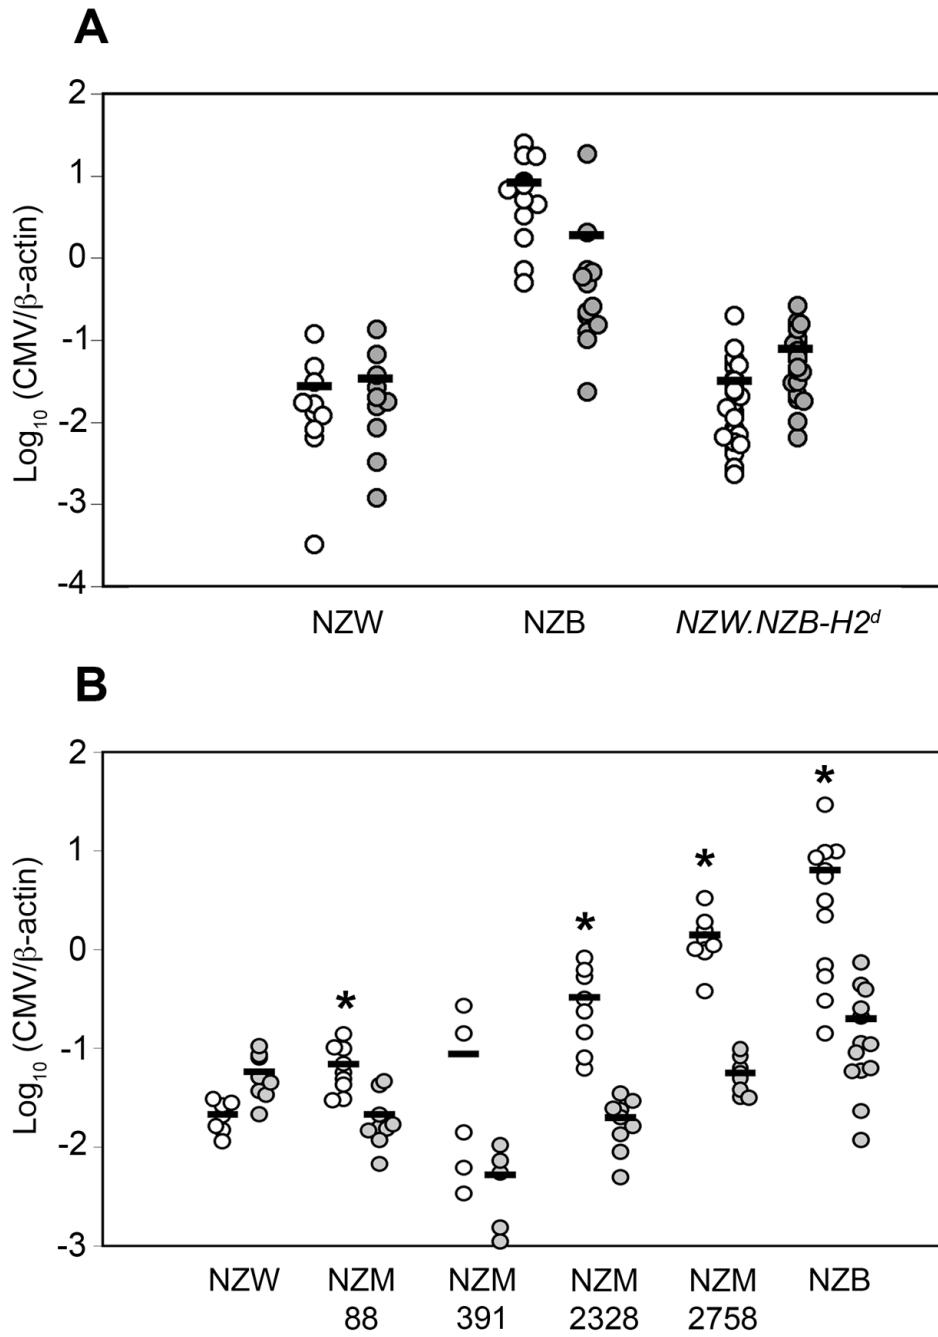 A
Log₁₀ (CMV/β-actin)
2
1
0
-1
-2
-3
-4
NZW NZB NZW.NZB-H2ᵈ
B
Log₁₀ (CMV/β-actin)
2
1
0
-1
-2
-3
* * * *
NZW NZM NZM NZM NZM NZB
88 391 2328 2758